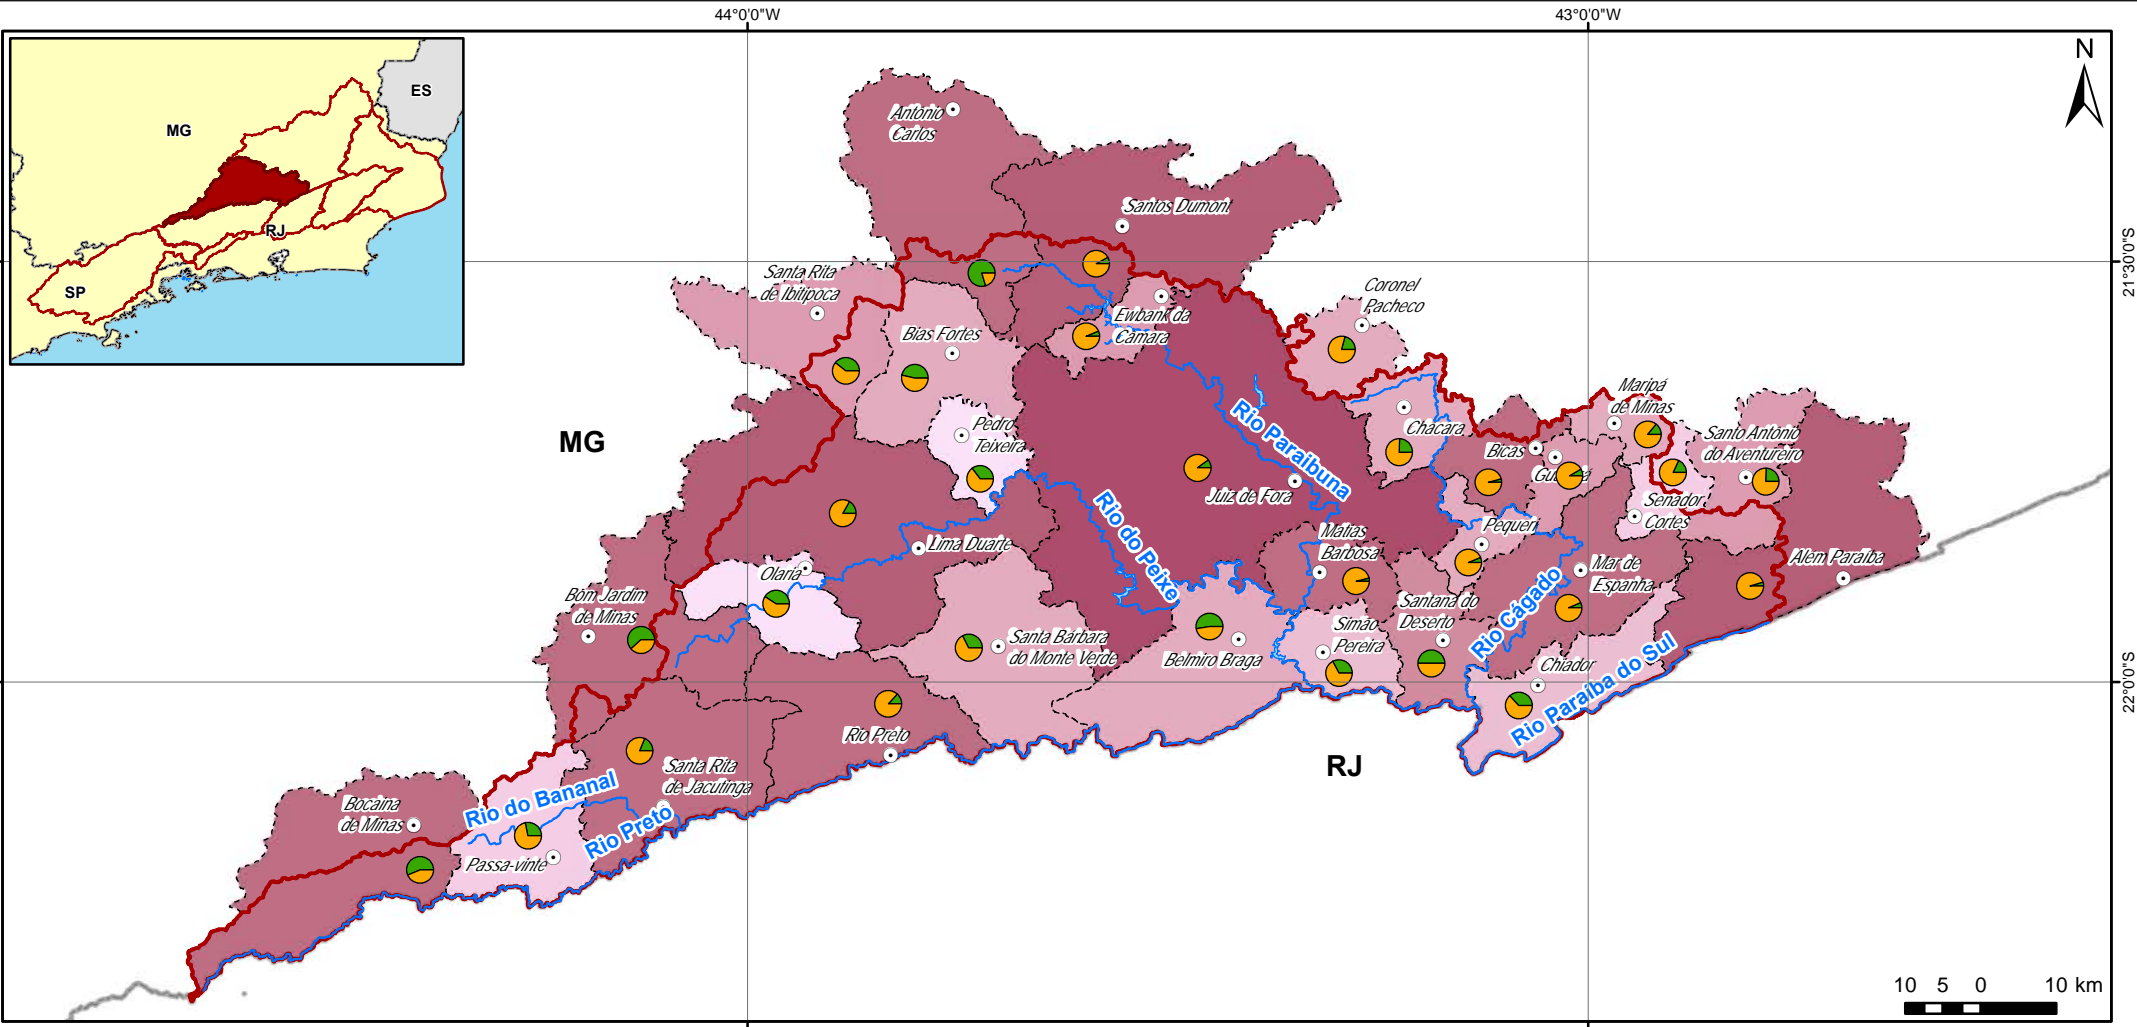 44°0'0"W
43°0'0"W
N
ES
MG
RJ
SP
Antônio
Carlos
Santos Dumont
21°30'0"S
Santa Rita
de Ibitipoca
Coronel
Pacheco
Ewbank da
Câmara
Bias Fortes
Maripá
de Minas
MG
Pedro
Teixeira
Rio Paraibuna
Chácara
Santo Antônio
do Aventureiro
Bicas
Juiz de Fora
Senador
Cortes
Rio do Peixe
Pequeri
Matias
Barbosa
Lima Duarte
Olaria
Mar de
Espanha
Além Paraíba
Bom Jardim
de Minas
Santana do
Deserto
Rio Cágado
Simão
Pereira
Santa Bárbara
do Monte Verde
Belmiro Braga
Chiador
Rio Paraíba do Sul
22°0'0"S
Rio Preto
RJ
Santa Rita
de Jacutinga
Rio do Bananal
Bocaina
de Minas
Rio Preto
Passa-vinte
10 5 0 10 km